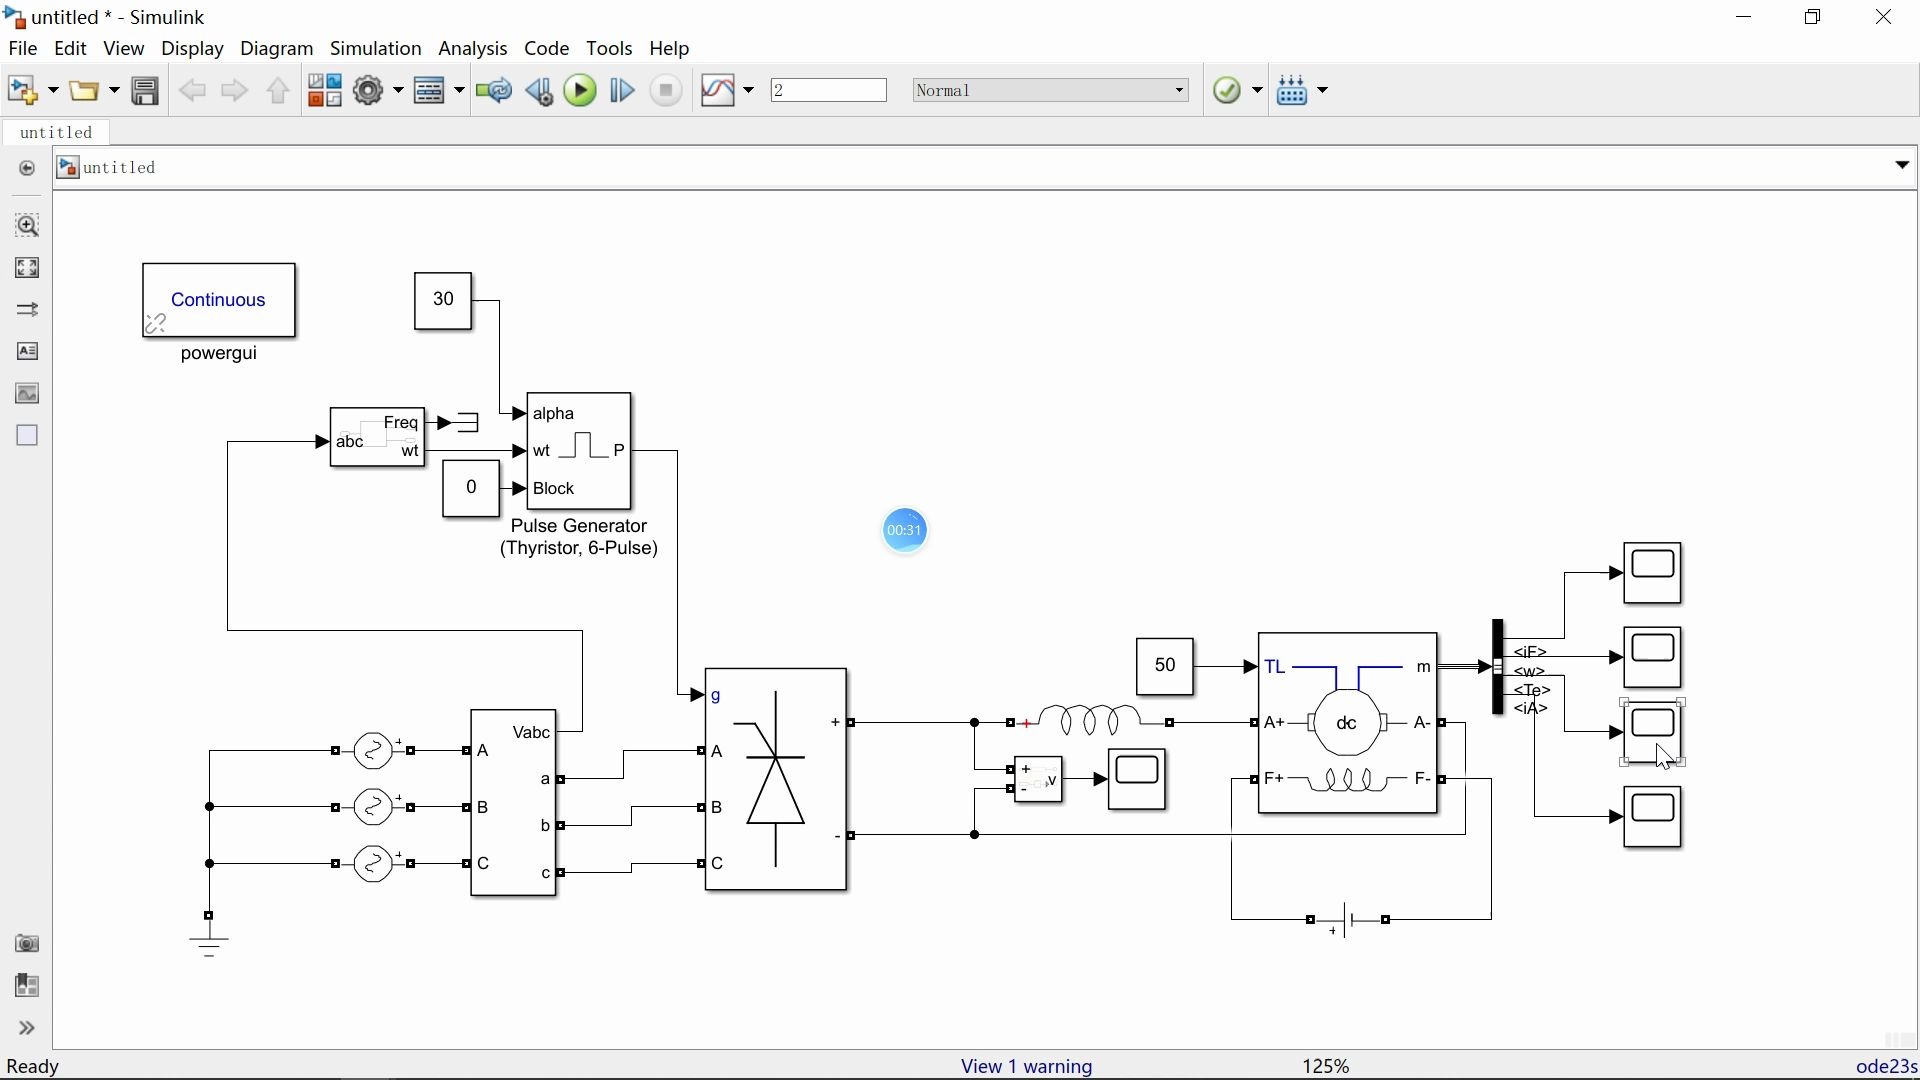 untitled * - Simulink
File Edit View Display Diagram Simulation Analysis Code Tools Help
2
Normal
untitled
untitled
Continuous
powergui
30
alpha
Freq
abc
wt
wt
P
0
Block
Pulse Generator
(Thyristor, 6-Pulse)
00:31
50
TL
m
<iF>
<w>
<Te>
<iA>
g
Vabc
A
a
A
+
+
A+
dc
A-
+
v
-
F+
F-
+
B
b
B
-
+
C
c
C
+
+
Ready
View 1 warning
125%
ode23s